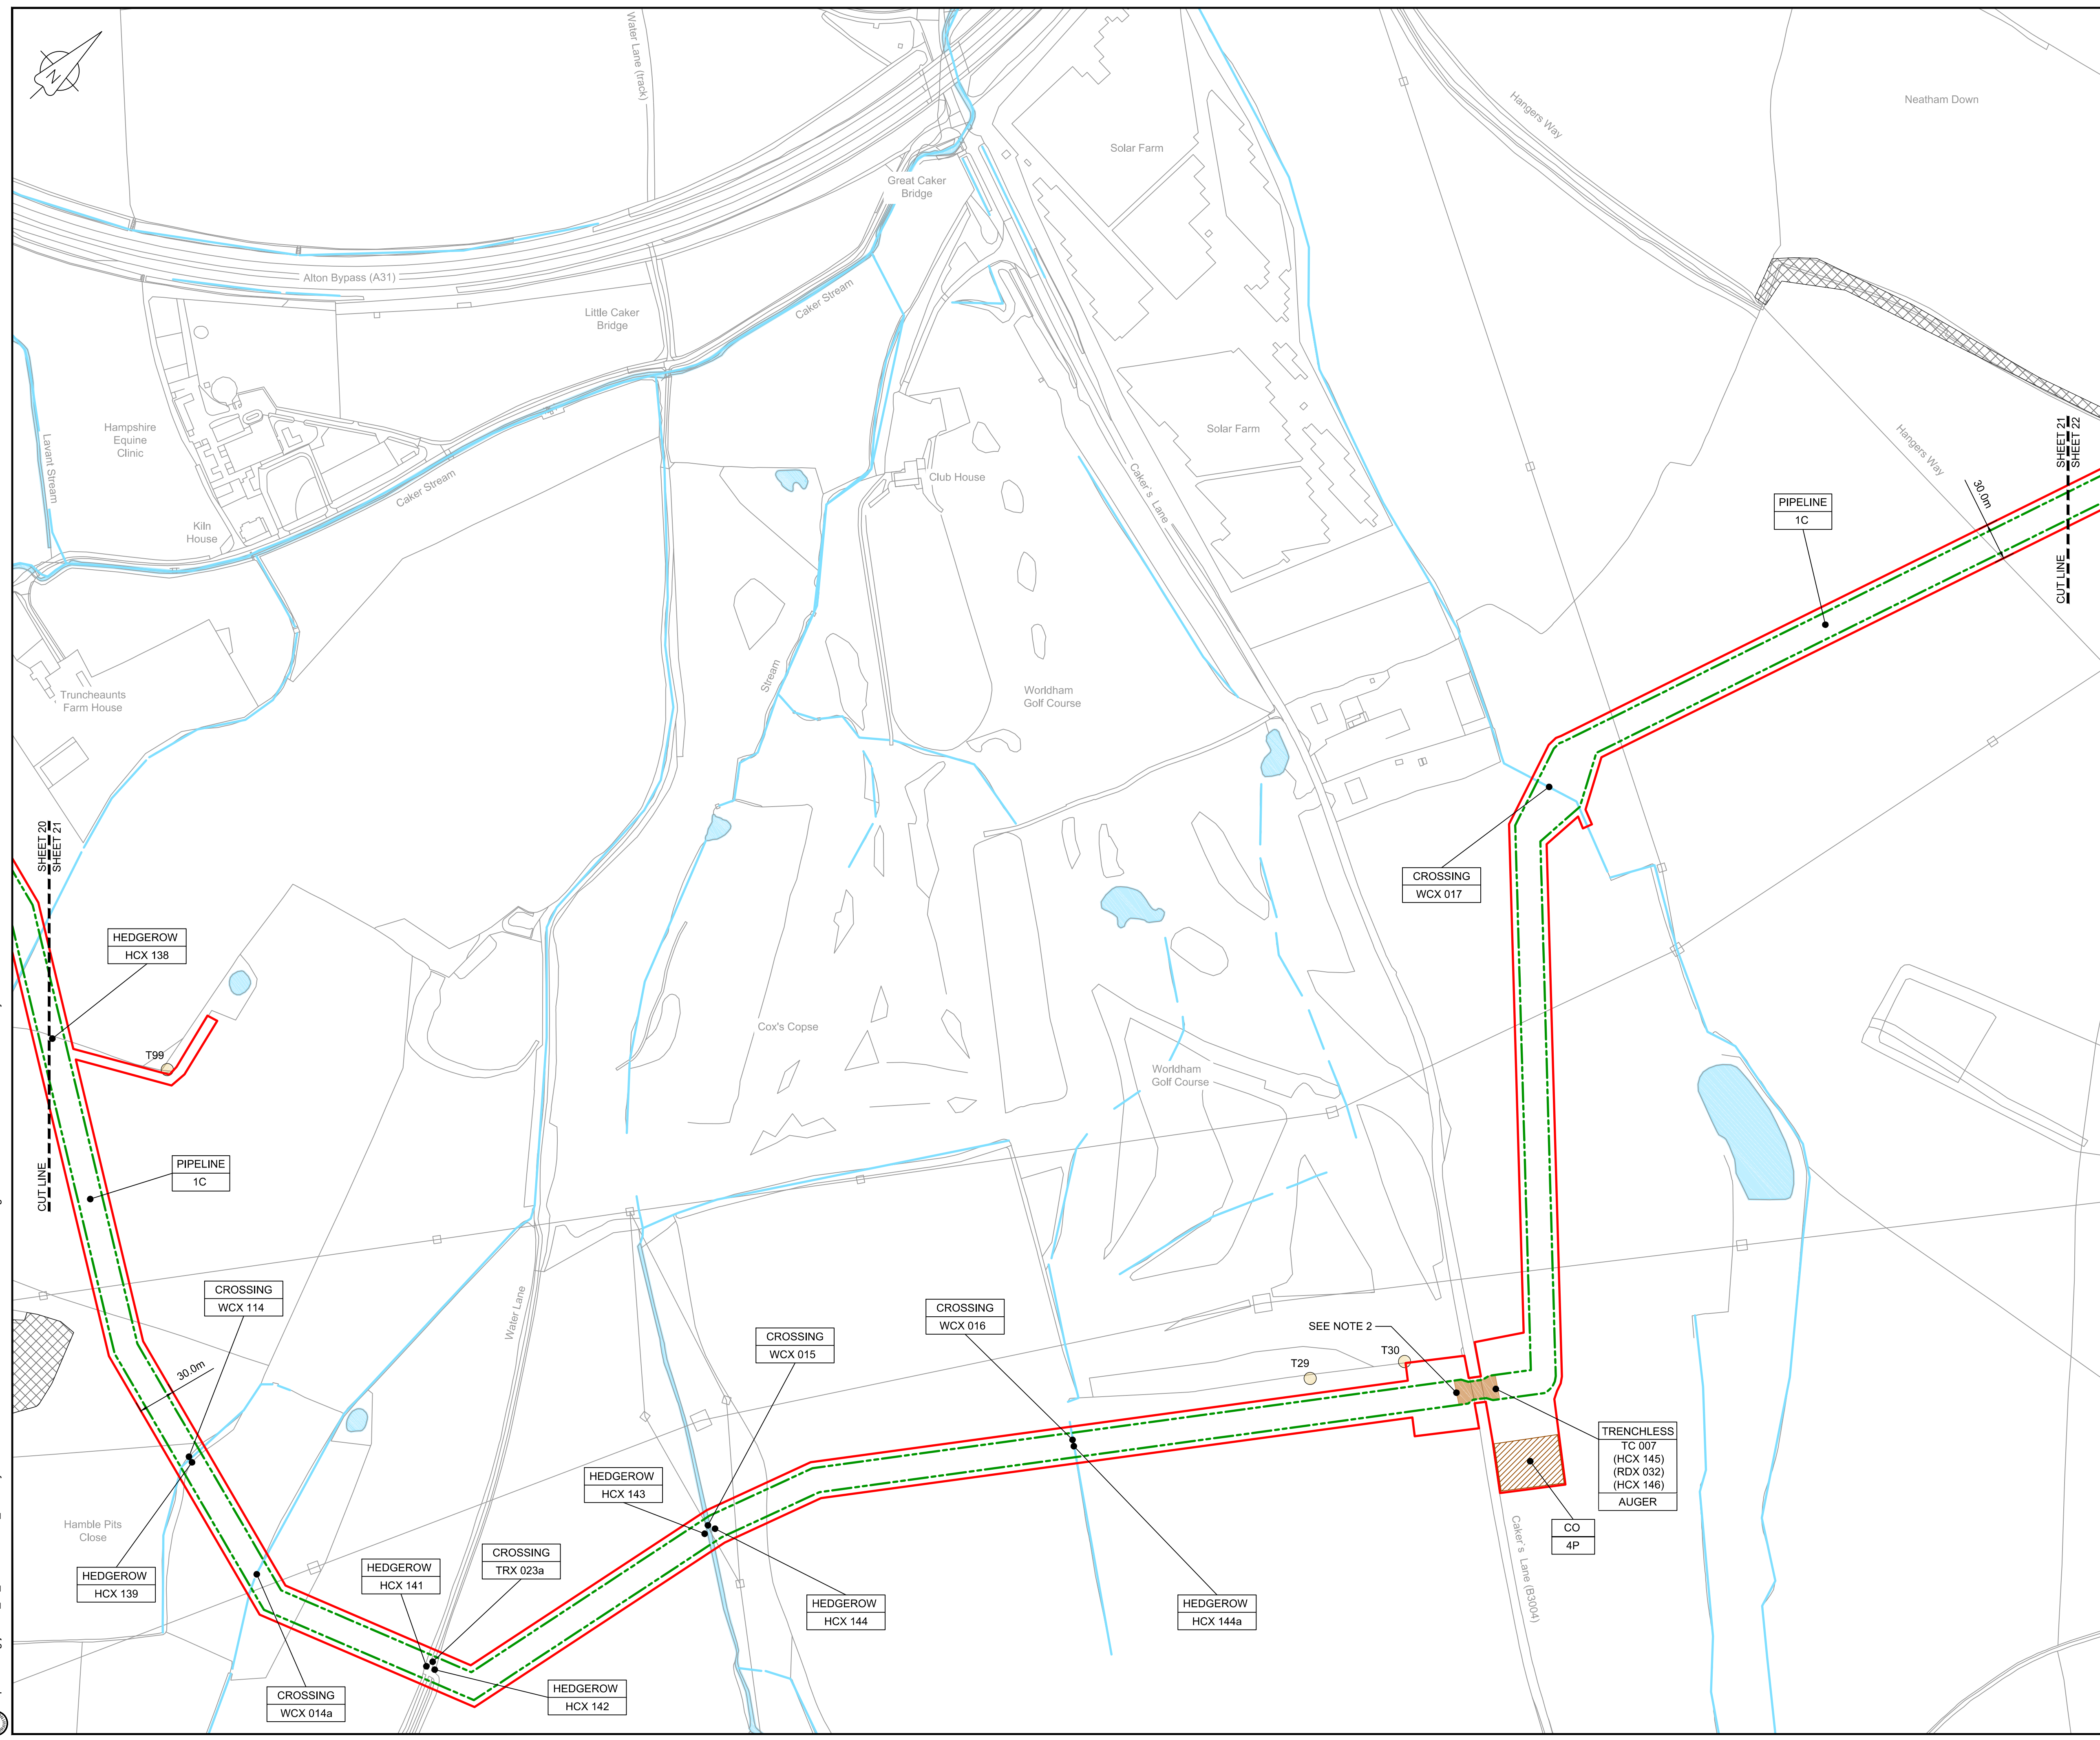 N
Water Lane (track)
Hangers Way
Neatham Down
Solar Farm
Great Caker
Bridge
Alton Bypass (A31)
Caker Stream
Little Caker
Bridge
Hampshire
Equine
Clinic
Lavant Stream
Kiln
House
Caker Stream
Club House
Caker's Lane
Solar Farm
Hangers Way
SHEET 21
SHEET 22
CUT LINE
30.0m
PIPELINE
1C
Truncheaunts
Farm House
Stream
Worldham
Golf Course
SHEET 20
SHEET 21
CUT LINE
CROSSING
WCX 017
HEDGEROW
HCX 138
T99
Cox's Copse
Worldham
Golf Course
PIPELINE
1C
CROSSING
WCX 114
30.0m
Water Lane
CROSSING
WCX 015
CROSSING
WCX 016
SEE NOTE 2
T29
T30
TRENCHLESS
TC 007
(HCX 145)
(RDX 032)
(HCX 146)
AUGER
CO
4P
Caker's Lane (B3004)
Hamble Pits
Close
HEDGEROW
HCX 139
HEDGEROW
HCX 143
HEDGEROW
HCX 141
CROSSING
TRX 023a
HEDGEROW
HCX 144
HEDGEROW
HCX 144a
CROSSING
WCX 014a
HEDGEROW
HCX 142